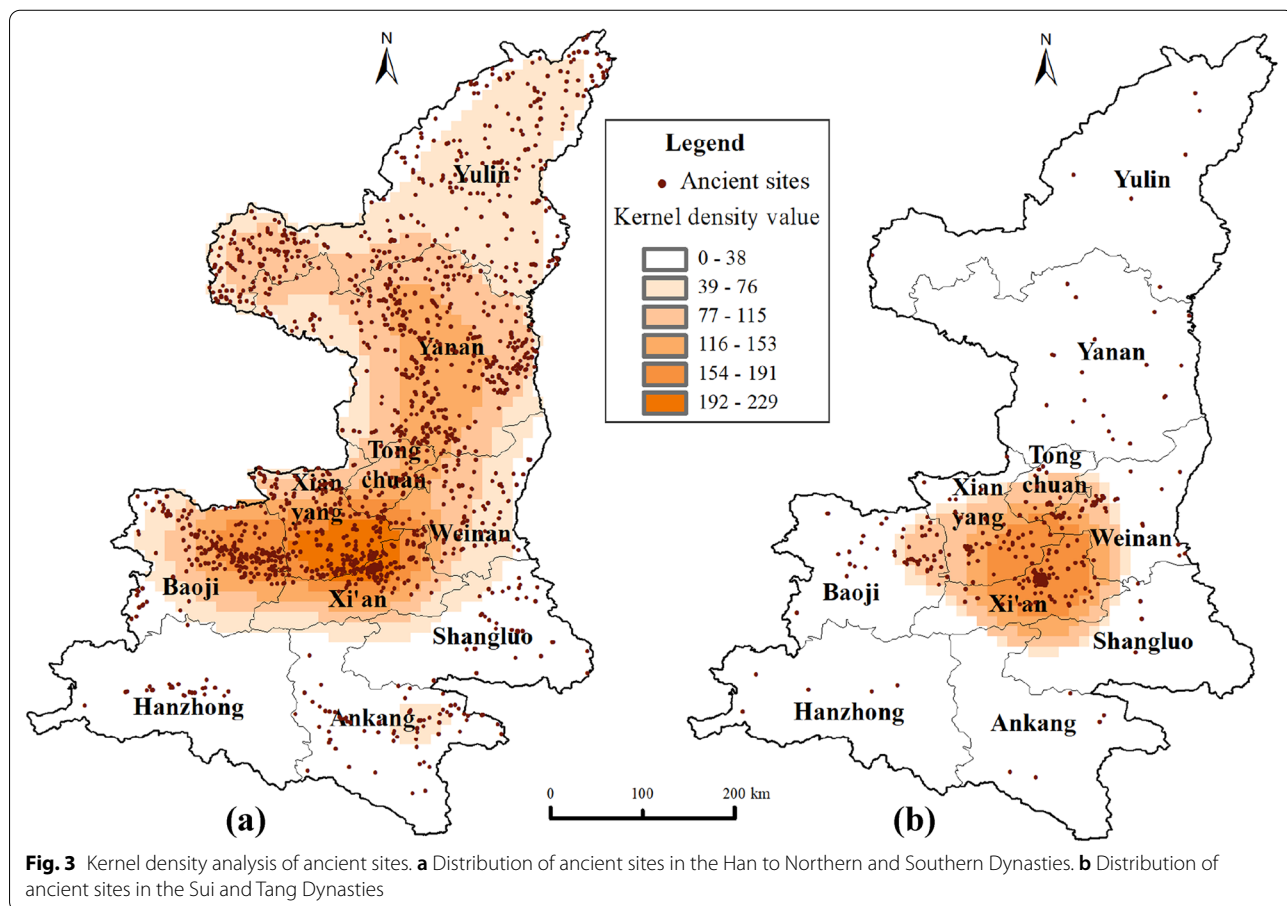 N
Yulin
Yanan
Tong
chuan
Xian
yang
Weinan
Baoji
Xi'an
Shangluo
Hanzhong
Ankang
(a)
Legend
Ancient sites
Kernel density value
0 - 38
39 - 76
77 - 115
116 - 153
154 - 191
192 - 229
0 100 200 km
N
Yulin
Yanan
Tong
chuan
Xian
yang
Weinan
Baoji
Xi'an
Shangluo
Hanzhong
Ankang
(b)
Fig. 3 Kernel density analysis of ancient sites. a Distribution of ancient sites in the Han to Northern and Southern Dynasties. b Distribution of
ancient sites in the Sui and Tang Dynasties